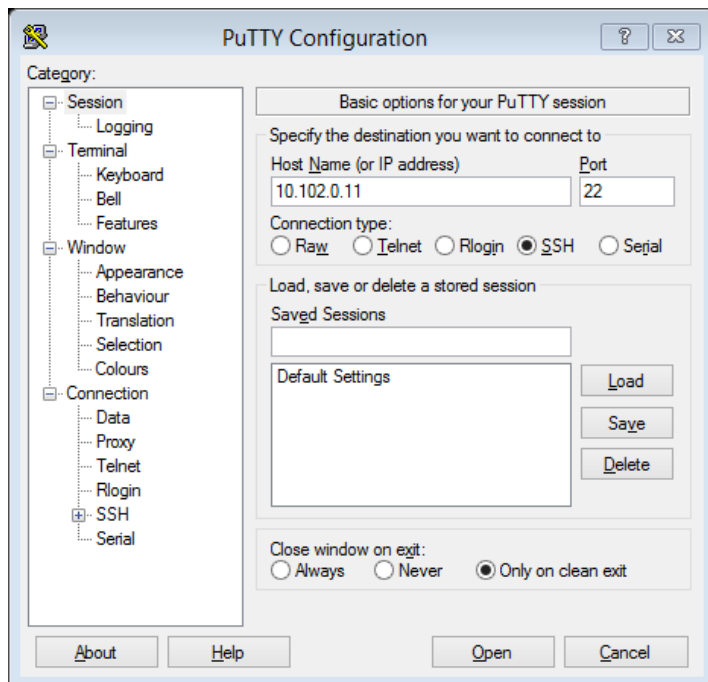 PuTTY Configuration
?
Category:
Session
Logging
Terminal
Keyboard
Bell
Features
Window
Appearance
Behaviour
Translation
Selection
Colours
Connection
Data
Proxy
Telnet
Rlogin
SSH
Serial
Basic options for your PuTTY session
Specify the destination you want to connect to
Host Name (or IP address) Port
10.102.0.11 22
Connection type:
Raw Telnet Rlogin SSH Serial
Load, save or delete a stored session
Saved Sessions
Default Settings
Load
Save
Delete
Close window on exit:
Always Never Only on clean exit
About Help Open Cancel